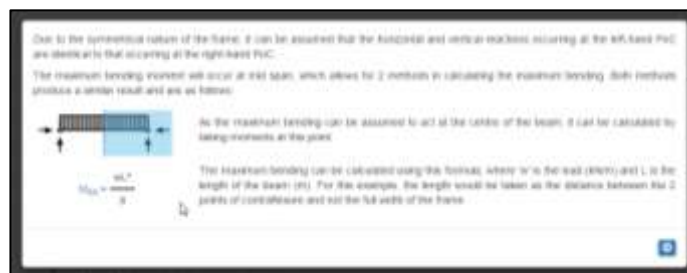 Due to the symmetrical nature of the frame, it can be assumed that the horizontal and vertical reactions occurring at the left-hand PoC
are identical to that occurring at the right-hand PoC.
The maximum bending moment will occur at mid span, which allows for 2 methods in calculating the maximum bending. Both methods
produce a similar result and are as follows:
As the maximum bending can be assumed to act at the centre of the beam, it can be calculated by
taking moments at this point.
The maximum bending can be calculated using this formula, where 'w' is the load (kN/m) and L is the
length of the beam (m). For this example, the length would be taken as the distance between the 2
points of contraflexure and not the full width of the frame.